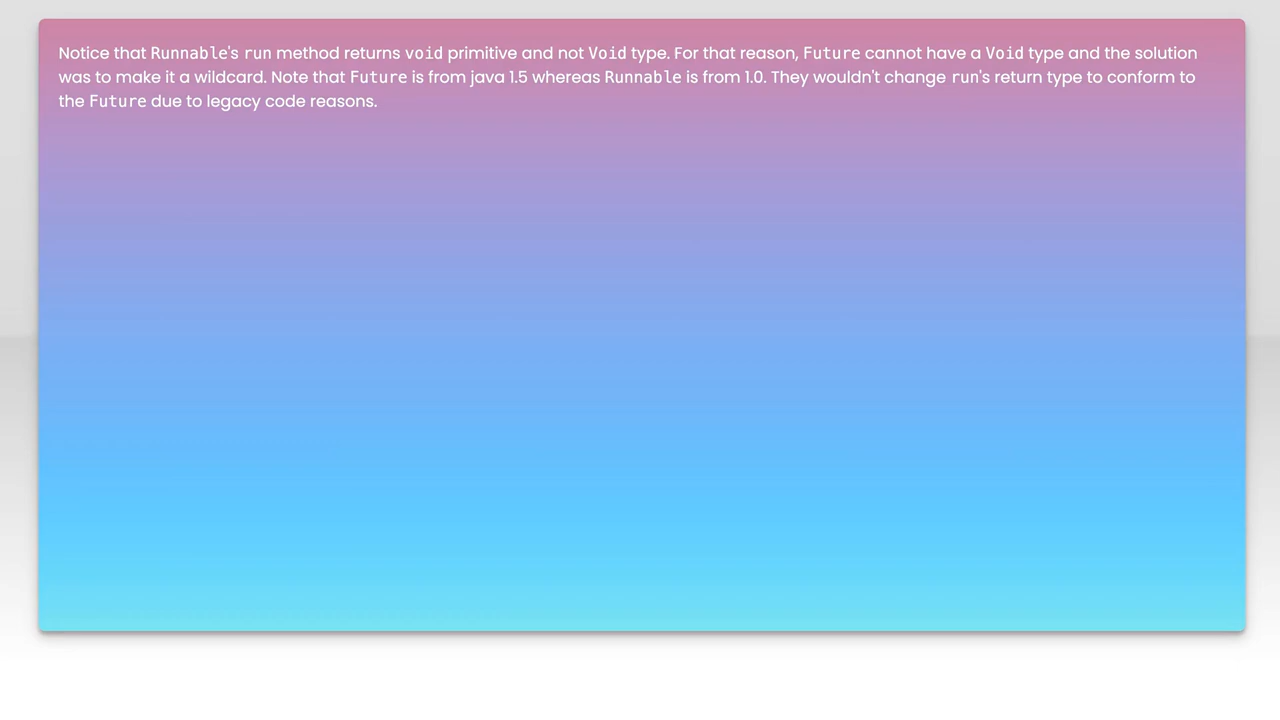 Notice that Runnable's run method returns void primitive and not Void type. For that reason, Future cannot have a Void type and the solution
was to make it a wildcard. Note that Future is from java 1.5 whereas Runnable is from 1.0. They wouldn't change run's return type to conform to
the Future due to legacy code reasons.